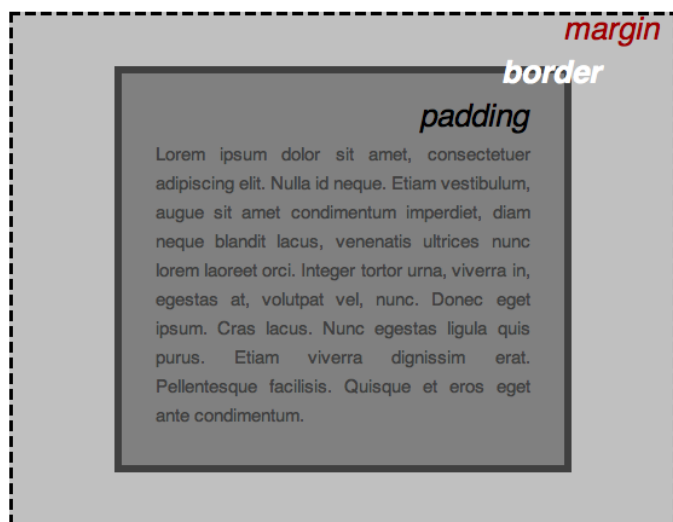 margin
border
padding
Lorem ipsum dolor sit amet, consectetuer
adipiscing elit. Nulla id neque. Etiam vestibulum,
augue sit amet condimentum imperdiet, diam
neque blandit lacus, venenatis ultrices nunc
lorem laoreet orci. Integer tortor urna, viverra in,
egestas at, volutpat vel, nunc. Donec eget
ipsum. Cras lacus. Nunc egestas ligula quis
purus. Etiam viverra dignissim erat.
Pellentesque facilisis. Quisque et eros eget
ante condimentum.